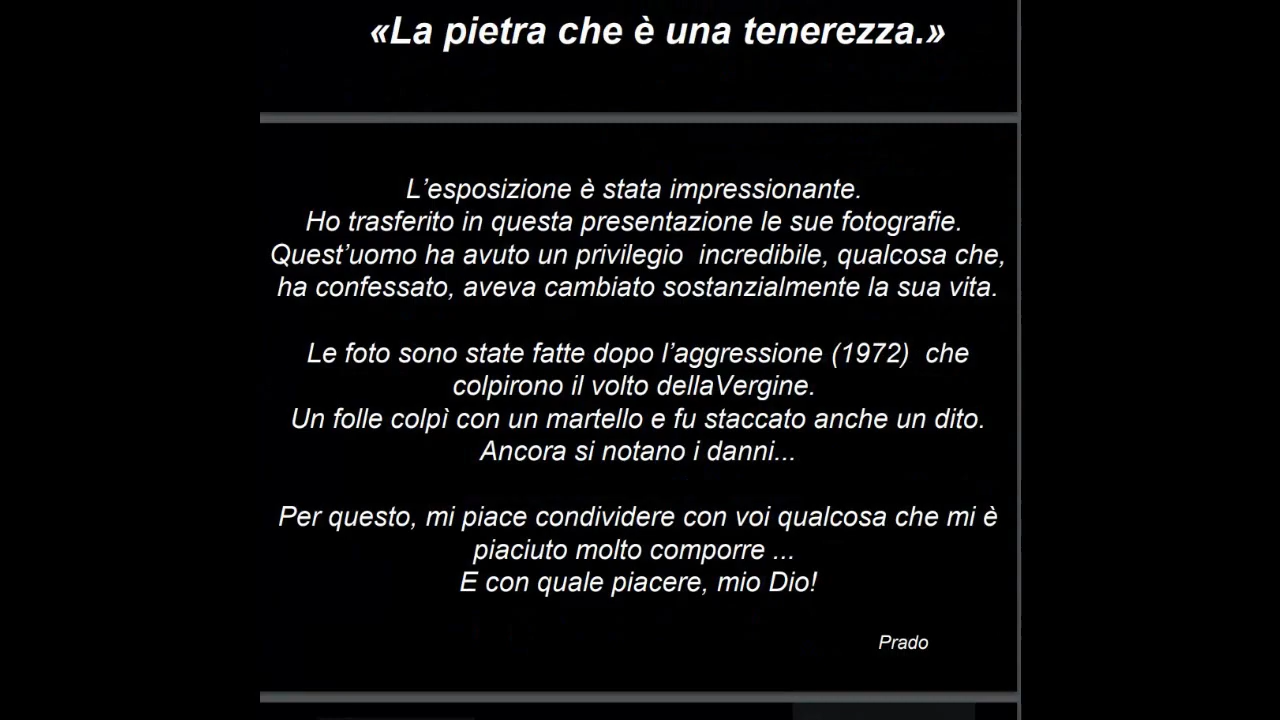 «La pietra che è una tenerezza.»
L’esposizione è stata impressionante.
Ho trasferito in questa presentazione le sue fotografie.
Quest’uomo ha avuto un privilegio  incredibile, qualcosa che,
ha confessato, aveva cambiato sostanzialmente la sua vita.
Le foto sono state fatte dopo l’aggressione (1972)  che
colpirono il volto dellaVergine.
Un folle colpì con un martello e fu staccato anche un dito.
Ancora si notano i danni...
Per questo, mi piace condividere con voi qualcosa che mi è
piaciuto molto comporre ...
E con quale piacere, mio Dio!
Prado